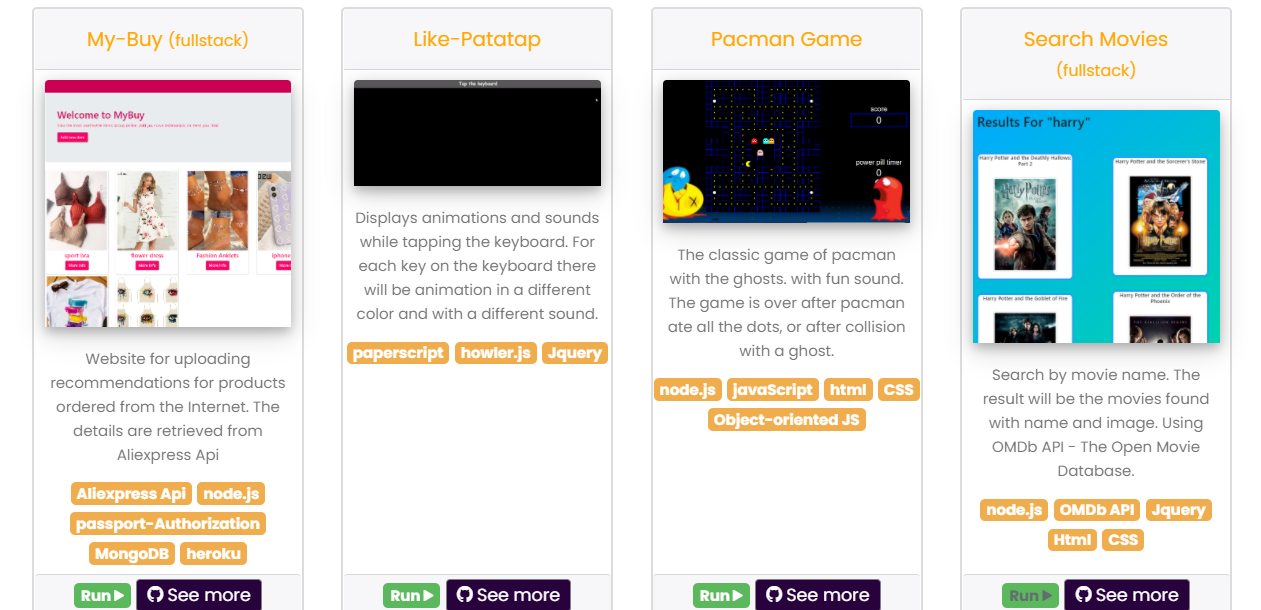 My-Buy (fullstack)
Welcome to MyBuy
Add new item
sport bra
flower dress
Fashion Anklets
iphone
More Info
More Info
More Info
Website for uploading
recommendations for products
ordered from the Internet. The
details are retrieved from
Aliexpress Api
Aliexpress Api node.js
passport-Authorization
MongoDB heroku
Run See more
Like-Patatap
Tap the keyboard
Displays animations and sounds
while tapping the keyboard. For
each key on the keyboard there
will be animation in a different
color and with a different sound.
paperscript howler.js Jquery
Run See more
Pacman Game
score
0
power pill timer
0
The classic game of pacman
with the ghosts. with fun sound.
The game is over after pacman
ate all the dots, or after collision
with a ghost.
node.js javaScript html CSS
Object-oriented JS
Run See more
Search Movies
(fullstack)
Results For "harry"
Harry Potter and the Deathly Hallows:
Part 2
Harry Potter and the Sorcerer's Stone
Harry Potter and the Goblet of Fire
Harry Potter and the Order of the
Phoenix
Search by movie name. The
result will be the movies found
with name and image. Using
OMDb API - The Open Movie
Database.
node.js OMDb API Jquery
Html CSS
Run See more